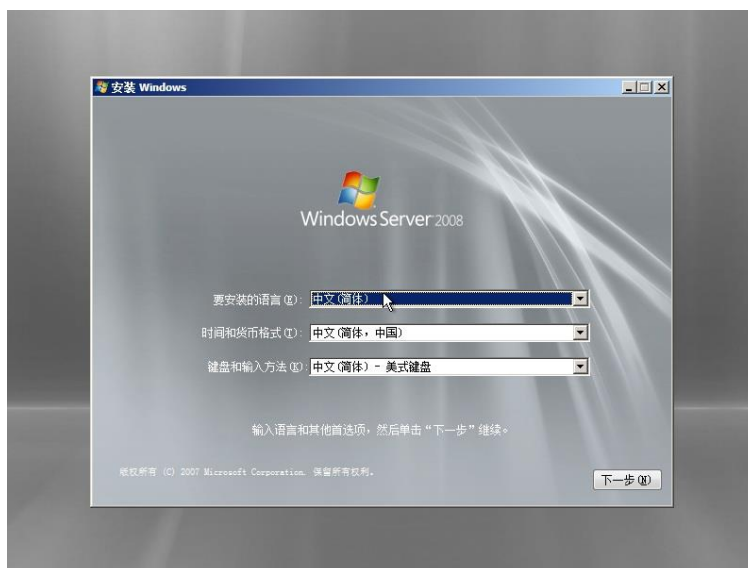 安装 Windows
Windows Server 2008
要安装的语言(E): 中文(简体)
时间和货币格式(T): 中文(简体，中国)
键盘和输入方法(K): 中文(简体) - 美式键盘
输入语言和其他首选项，然后单击“下一步”继续。
版权所有 (C) 2007 Microsoft Corporation. 保留所有权利。
下一步(N)